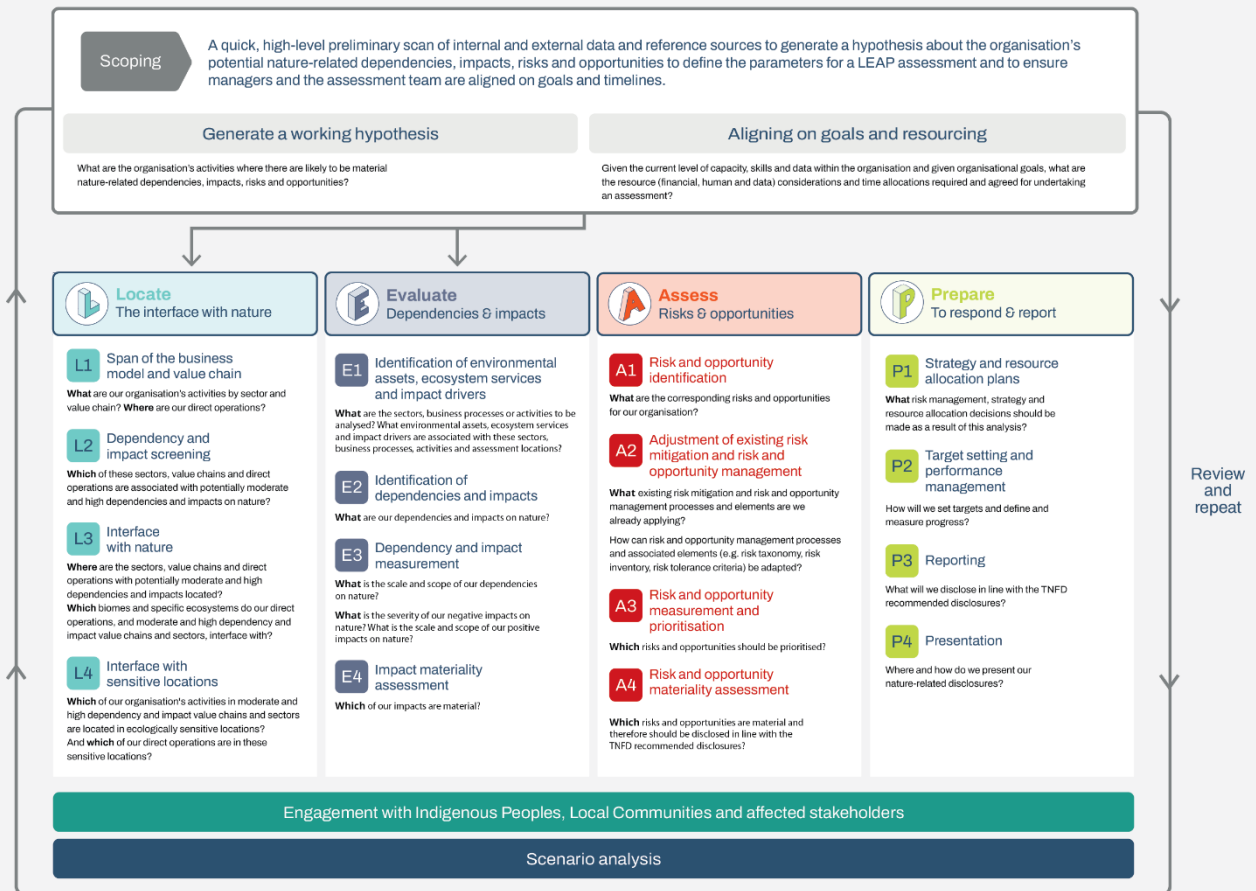 Scoping
A quick, high-level preliminary scan of internal and external data and reference sources to generate a hypothesis about the organisation's
potential nature-related dependencies, impacts, risks and opportunities to define the parameters for a LEAP assessment and to ensure
managers and the assessment team are aligned on goals and timelines.
Generate a working hypothesis
What are the organisation's activities where there are likely to be material
nature-related dependencies, impacts, risks and opportunities?
Aligning on goals and resourcing
Given the current level of capacity, skills and data within the organisation and given organisational goals, what are
the resource (financial, human and data) considerations and time allocations required and agreed for undertaking
an assessment?
L
Locate
The interface with nature
L1
Span of the business
model and value chain
What are our organisation's activities by sector and
value chain? Where are our direct operations?
L2
Dependency and
impact screening
Which of these sectors, value chains and direct
operations are associated with potentially moderate
and high dependencies and impacts on nature?
L3
Interface
with nature
Where are the sectors, value chains and direct
operations with potentially moderate and high
dependencies and impacts located?
Which biomes and specific ecosystems do our direct
operations, and moderate and high dependency and
impact value chains and sectors, interface with?
L4
Interface with
sensitive locations
Which of our organisation's activities in moderate and
high dependency and impact value chains and sectors
are located in ecologically sensitive locations?
And which of our direct operations are in these
sensitive locations?
E
Evaluate
Dependencies & impacts
E1
Identification of environmental
assets, ecosystem services
and impact drivers
What are the sectors, business processes or activities to be
analysed? What environmental assets, ecosystem services
and impact drivers are associated with these sectors,
business processes, activities and assessment locations?
E2
Identification of
dependencies and impacts
What are our dependencies and impacts on nature?
E3
Dependency and impact
measurement
What is the scale and scope of our dependencies
on nature?
What is the severity of our negative impacts on
nature? What is the scale and scope of our positive
impacts on nature?
E4
Impact materiality
assessment
Which of our impacts are material?
A
Assess
Risks & opportunities
A1
Risk and opportunity
identification
What are the corresponding risks and opportunities
for our organisation?
A2
Adjustment of existing risk
mitigation and risk and
opportunity management
What existing risk mitigation and risk and opportunity
management processes and elements are we
already applying?
How can risk and opportunity management processes
and associated elements (e.g. risk taxonomy, risk
inventory, risk tolerance criteria) be adapted?
A3
Risk and opportunity
measurement and
prioritisation
Which risks and opportunities should be prioritised?
A4
Risk and opportunity
materiality assessment
Which risks and opportunities are material and
therefore should be disclosed in line with the
TNFD recommended disclosures?
P
Prepare
To respond & report
P1
Strategy and resource
allocation plans
What risk management, strategy and
resource allocation decisions should be
made as a result of this analysis?
P2
Target setting and
performance
management
How will we set targets and define and
measure progress?
P3
Reporting
What will we disclose in line with the TNFD
recommended disclosures?
P4
Presentation
Where and how do we present our
nature-related disclosures?
Review
and
repeat
Engagement with Indigenous Peoples, Local Communities and affected stakeholders
Scenario analysis